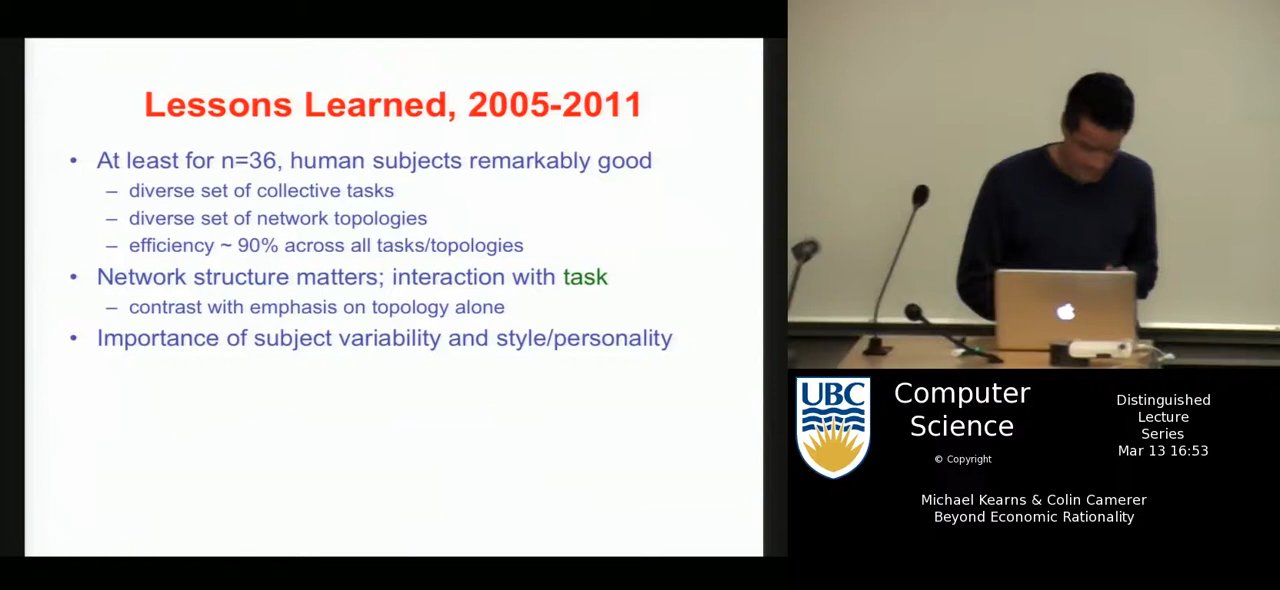 Lessons Learned, 2005-2011
• At least for n=36, human subjects remarkably good
– diverse set of collective tasks
– diverse set of network topologies
– efficiency ~ 90% across all tasks/topologies
• Network structure matters; interaction with task
– contrast with emphasis on topology alone
• Importance of subject variability and style/personality
UBC
Computer
Science
© Copyright
Distinguished
Lecture
Series
Mar 13 16:53
Michael Kearns & Colin Camerer
Beyond Economic Rationality